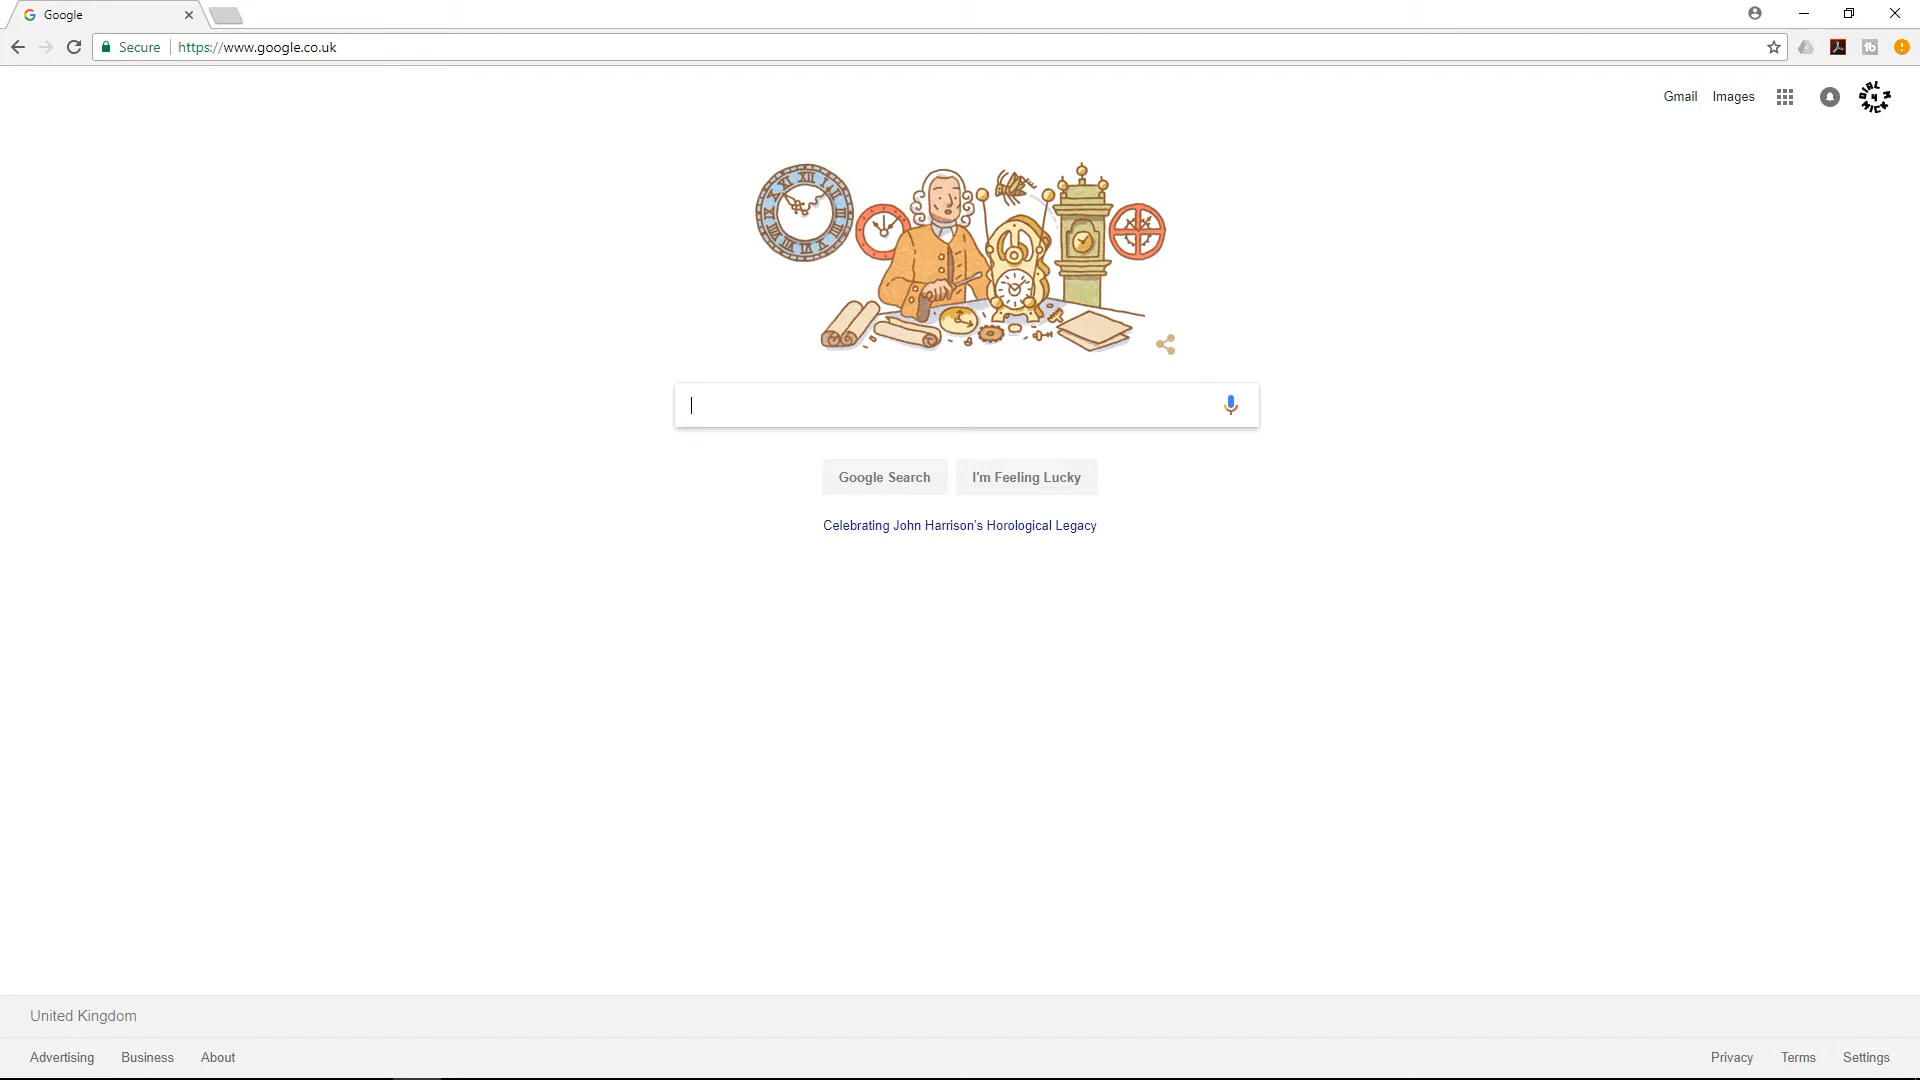 Google
Secure https://www.google.co.uk
Gmail Images
Google Search I'm Feeling Lucky
Celebrating John Harrison's Horological Legacy
United Kingdom
Advertising Business About
Privacy Terms Settings